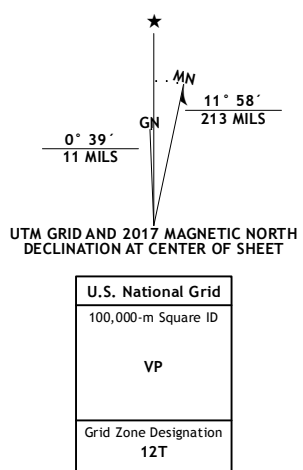 ★
MN
GN
11° 58´
213 MILS
0° 39´
11 MILS
UTM GRID AND 2017 MAGNETIC NORTH
DECLINATION AT CENTER OF SHEET
U.S. National Grid
100,000-m Square ID
VP
Grid Zone Designation
12T